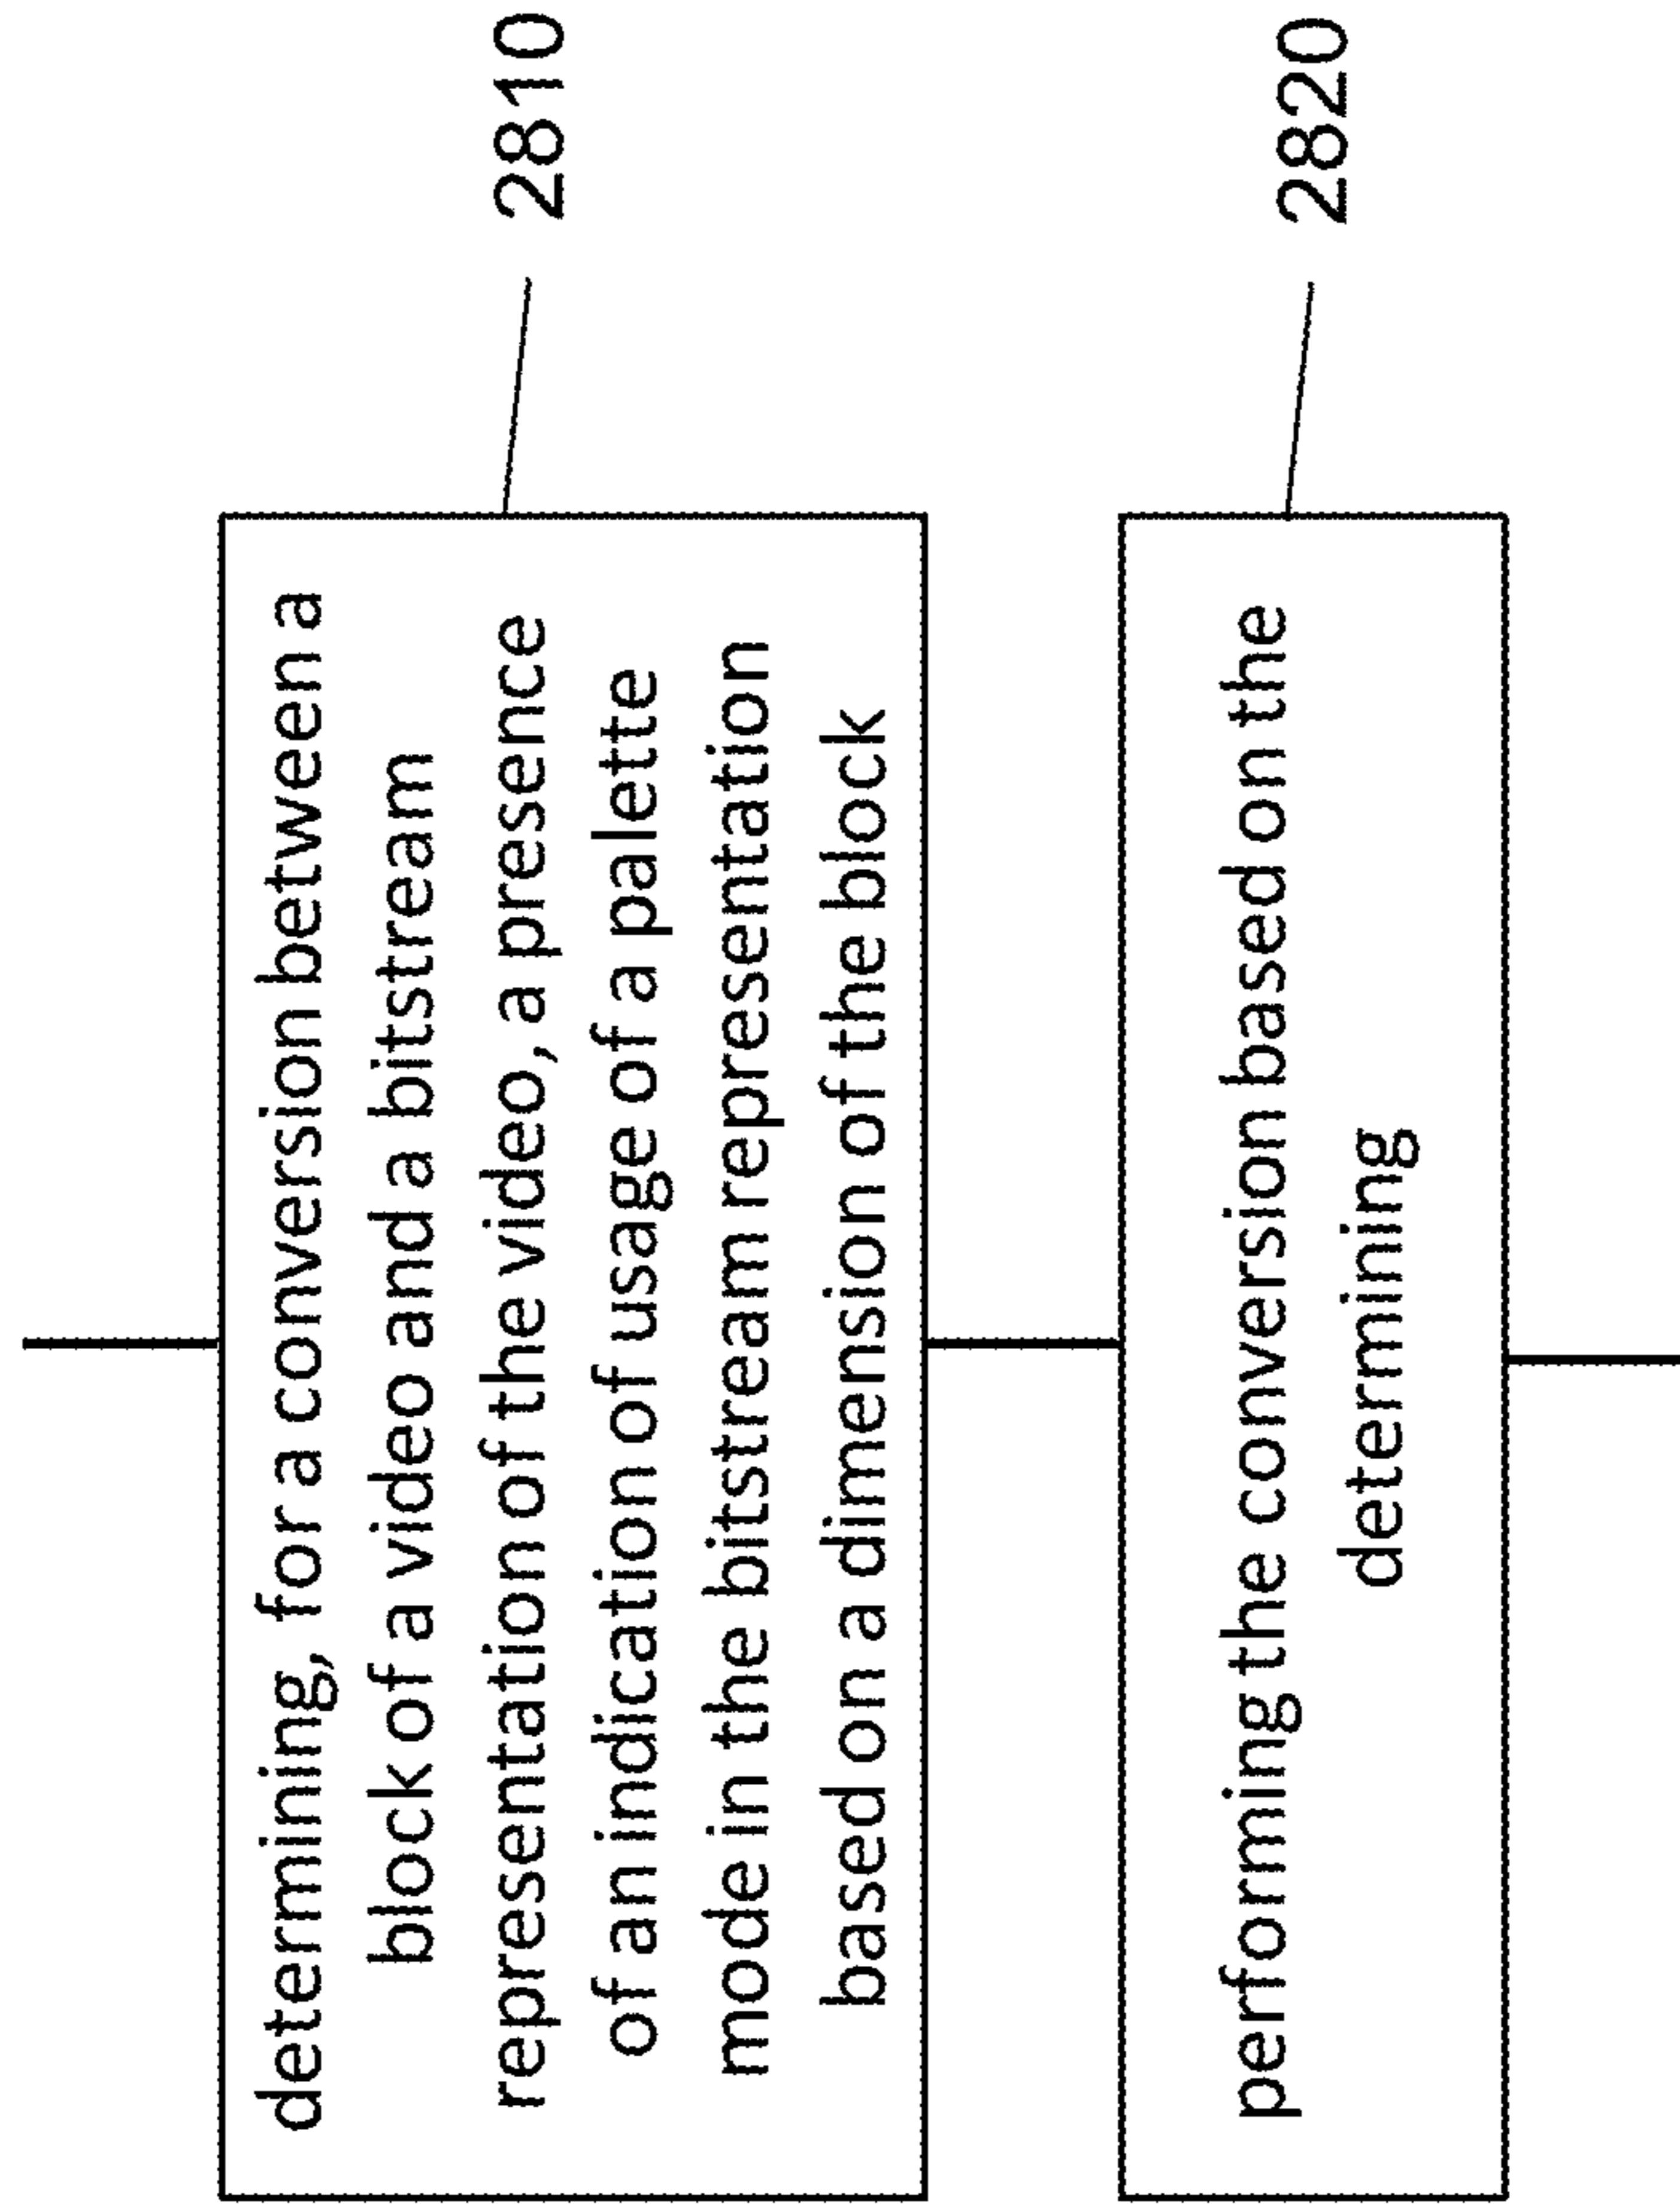 determining, for a conversion between a
block of a video and a bitstream
representation of the video, a presence
of an indication of usage of a palette
mode in the bitstream representation
based on a dimension of the block
2810
performing the conversion based on the
determining
2820